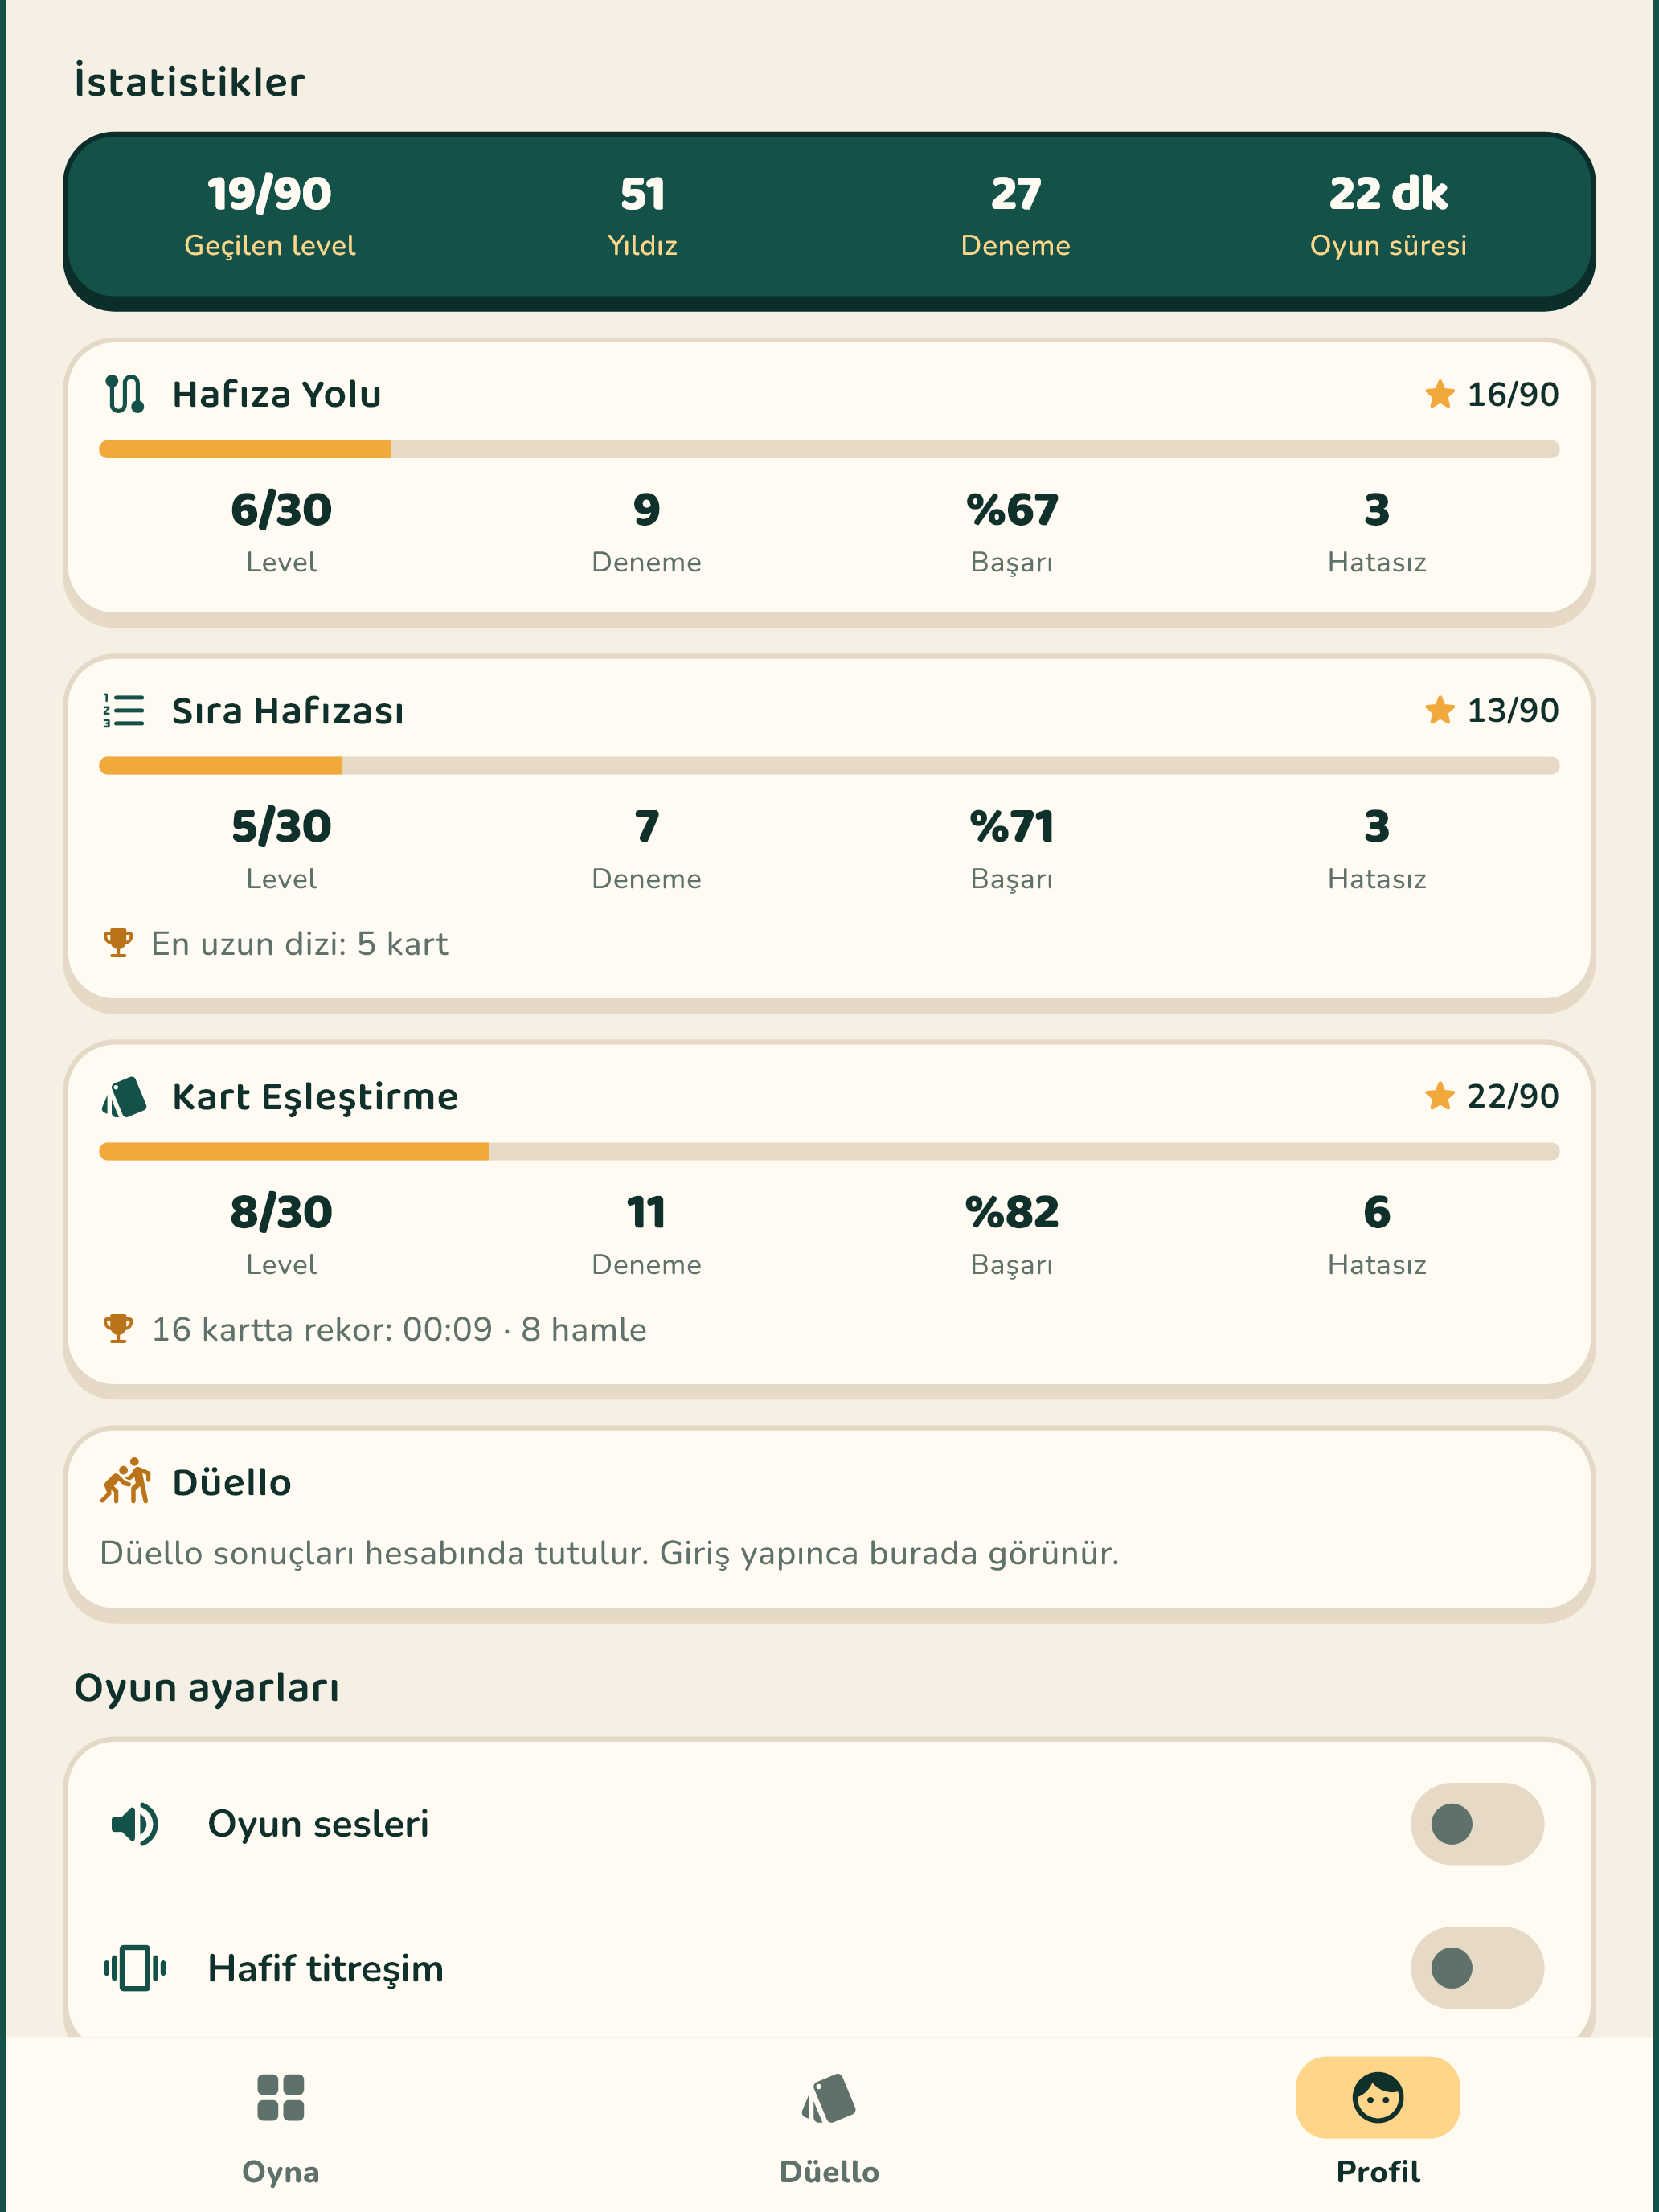 İstatistikler
19/90 51 27 22 dk
Geçilen level Yıldız Deneme Oyun süresi
Hafıza Yolu 16/90
6/30 9 %67 3
Level Deneme Başarı Hatasız
1 2 3 Sıra Hafızası 13/90
5/30 7 %71 3
Level Deneme Başarı Hatasız
En uzun dizi: 5 kart
Kart Eşleştirme 22/90
8/30 11 %82 6
Level Deneme Başarı Hatasız
16 kartta rekor: 00:09 · 8 hamle
Düello
Düello sonuçları hesabında tutulur. Giriş yapınca burada görünür.
Oyun ayarları
Oyun sesleri
Hafif titreşim
Oyna Düello Profil